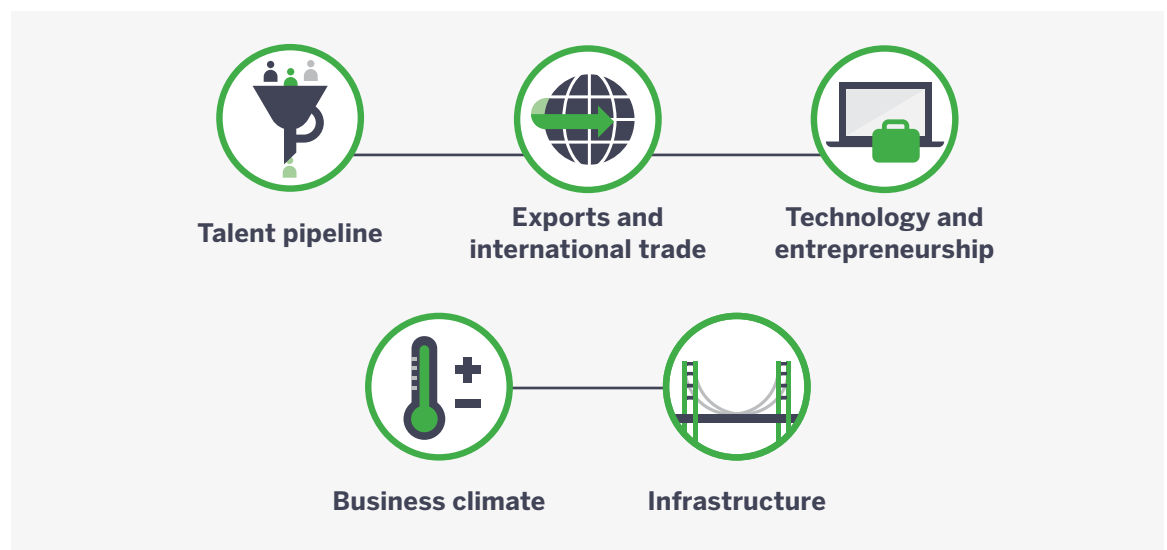 Talent pipeline
Exports and
international trade
Technology and
entrepreneurship
Business climate
Infrastructure